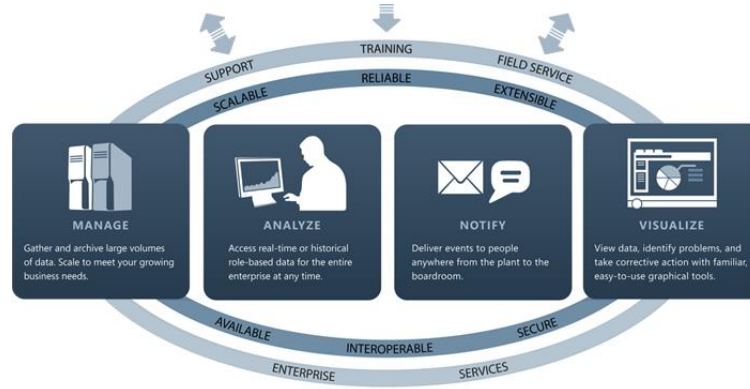 SUPPORT
TRAINING
FIELD SERVICE
SCALABLE
RELIABLE
EXTENSIBLE
MANAGE
Gather and archive large volumes
of data. Scale to meet your growing
business needs.
ANALYZE
Access real-time or historical
role-based data for the entire
enterprise at any time.
NOTIFY
Deliver events to people
anywhere from the plant to the
boardroom.
VISUALIZE
View data, identify problems, and
take corrective action with familiar,
easy-to-use graphical tools.
AVAILABLE
INTEROPERABLE
SECURE
ENTERPRISE
SERVICES